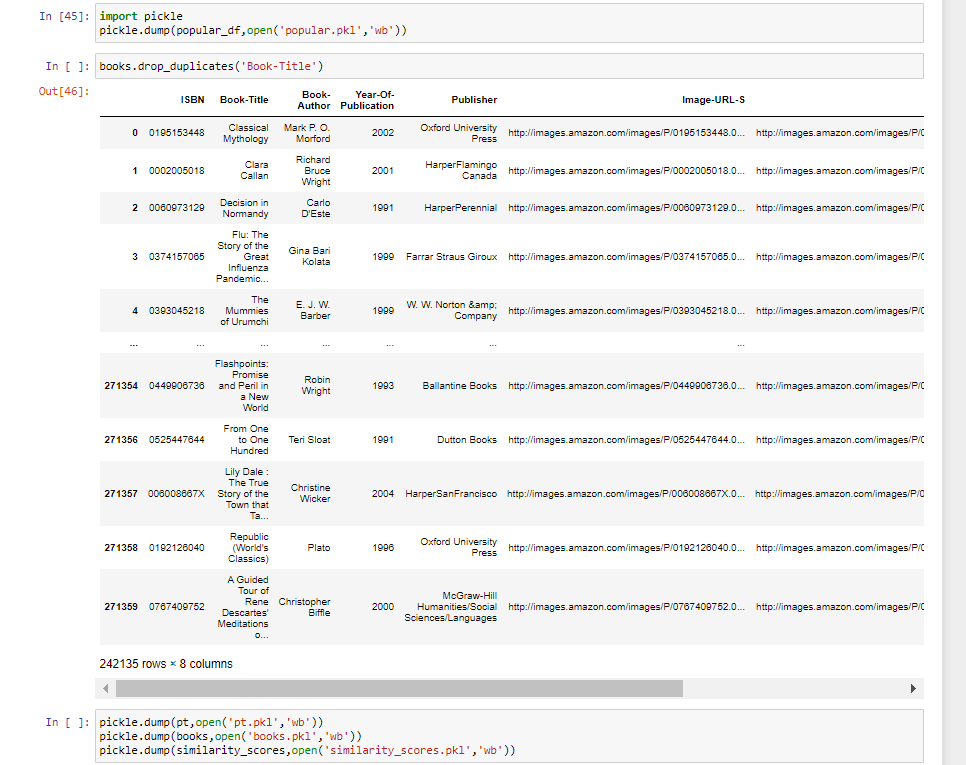 In [45]: import pickle
pickle.dump(popular_df,open('popular.pkl','wb'))
In [ ]: books.drop_duplicates('Book-Title')
Out[46]:
ISBN Book-Title Book-Author Year-Of-Publication Publisher Image-URL-S
0 0195153448 Classical Mythology Mark P. O. Morford 2002 Oxford University Press http://images.amazon.com/images/P/0195153448.0... http://images.amazon.com/images/P/0
1 0002005018 Clara Callan Richard Bruce Wright 2001 HarperFlamingo Canada http://images.amazon.com/images/P/0002005018.0... http://images.amazon.com/images/P/0
2 0060973129 Decision in Normandy Carlo D'Este 1991 HarperPerennial http://images.amazon.com/images/P/0060973129.0... http://images.amazon.com/images/P/0
3 0374157065 Flu: The Story of the Great Influenza Pandemic... Gina Bari Kolata 1999 Farrar Straus Giroux http://images.amazon.com/images/P/0374157065.0... http://images.amazon.com/images/P/0
4 0393045218 The Mummies of Urumchi E. J. W. Barber 1999 W. W. Norton &amp; Company http://images.amazon.com/images/P/0393045218.0... http://images.amazon.com/images/P/0
... ... ... ... ... ... ...
271354 0449906736 Flashpoints: Promise and Peril in a New World Robin Wright 1993 Ballantine Books http://images.amazon.com/images/P/0449906736.0... http://images.amazon.com/images/P/0
271356 0525447644 From One to One Hundred Teri Sloat 1991 Dutton Books http://images.amazon.com/images/P/0525447644.0... http://images.amazon.com/images/P/0
271357 006008667X Lily Dale : The True Story of the Town that Ta... Christine Wicker 2004 HarperSanFrancisco http://images.amazon.com/images/P/006008667X.0... http://images.amazon.com/images/P/0
271358 0192126040 Republic (World's Classics) Plato 1996 Oxford University Press http://images.amazon.com/images/P/0192126040.0... http://images.amazon.com/images/P/0
271359 0767409752 A Guided Tour of Rene Descartes' Meditations o... Christopher Biffle 2000 McGraw-Hill Humanities/Social Sciences/Languages http://images.amazon.com/images/P/0767409752.0... http://images.amazon.com/images/P/0
242135 rows × 8 columns
In [ ]: pickle.dump(pt,open('pt.pkl','wb'))
pickle.dump(books,open('books.pkl','wb'))
pickle.dump(similarity_scores,open('similarity_scores.pkl','wb'))